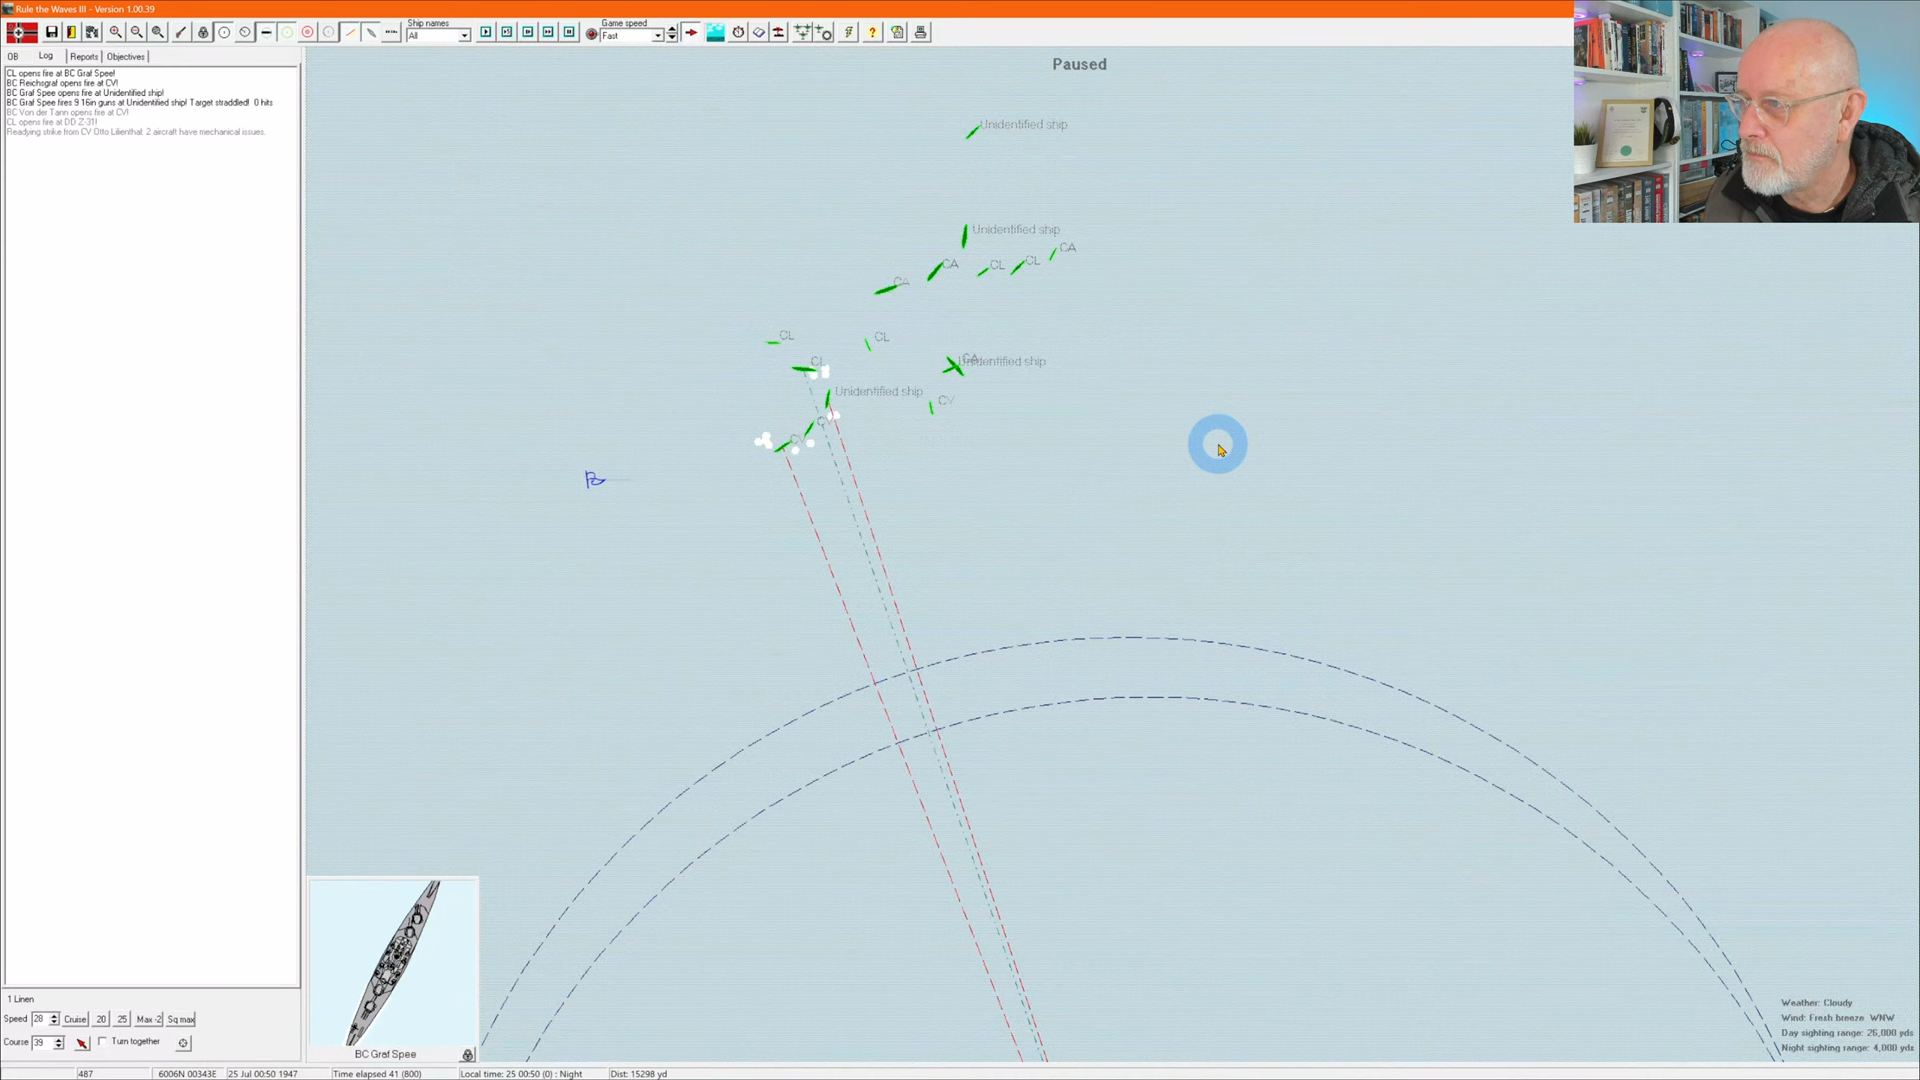 Rule the Waves III - Version 1.00.39
Ship names
All
Game speed
Fast
OB
Log
Reports
Objectives
CL opens fire at BC Graf Spee!
BC Reichsgraf opens fire at CV!
BC Graf Spee opens fire at Unidentified ship!
BC Graf Spee fires 9 16in guns at Unidentified ship! Target straddled! 0 hits
BC Von der Tann opens fire at CV!
CL opens fire at DD Z-31!
Readying strike from CV Otto Lilienthal: 2 aircraft have mechanical issues.
Paused
Unidentified ship
Unidentified ship
CA
CA
CL
CL
CA
CL
CL
CL
CA
Unidentified ship
Unidentified ship
CV
CV
CV
1 Linen
Speed 28 Cruise 20 25 Max -2 Sq max
Course 39 Turn together
BC Graf Spee
Weather: Cloudy
Wind: Fresh breeze WNW
Day sighting range: 26,000 yds
Night sighting range: 4,000 yds
487 6006N 00343E 25 Jul 00:50 1947 Time elapsed 41 (800) Local time: 25 00:50 (0) : Night Dist: 15298 yd